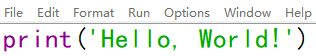 File Edit Format Run Options Window Help
print('Hello, World!')